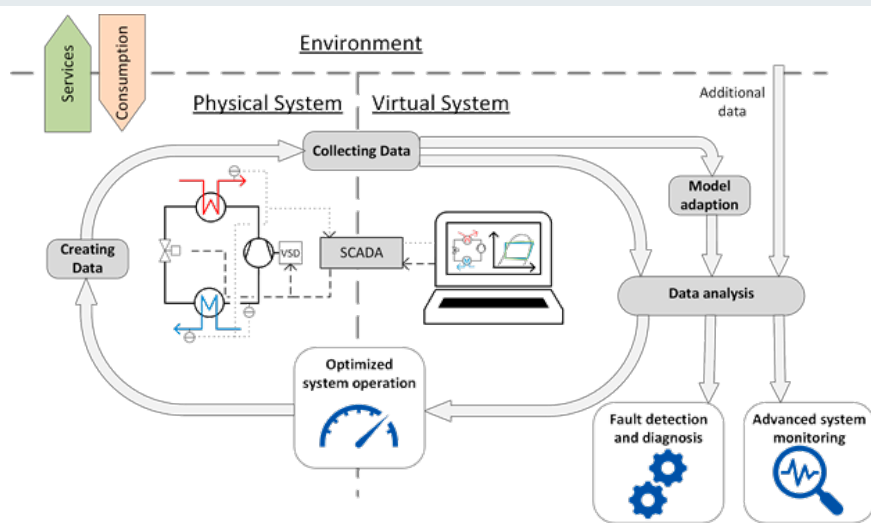 Environment
Services
Consumption
Physical System
Virtual System
Additional
data
Collecting Data
Model
adaption
Creating
Data
VSD
SCADA
Data analysis
Optimized
system operation
Fault detection
and diagnosis
Advanced system
monitoring